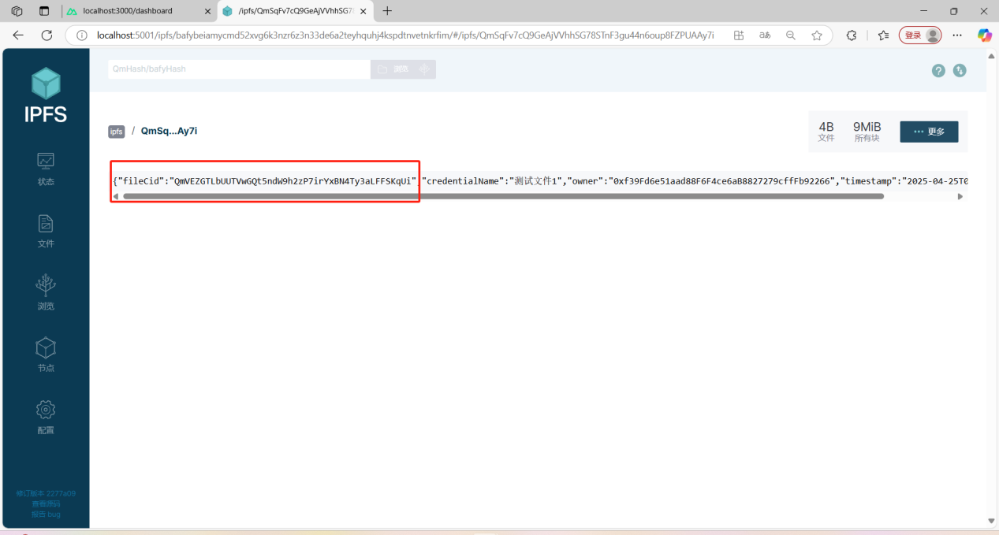 localhost:3000/dashboard
/ipfs/QmSqFv7cQ9GeAjVVhhSG78
localhost:5001/ipfs/bafybeiamycmd52xvg6k3nzr6z3n33de6a2teyhquhj4kspdtnvetnkrfim/#/ipfs/QmSqFv7cQ9GeAjVVhhSG78STnF3gu44n6oup8FZPUAAy7i
登录
IPFS
QmHash/bafyHash
浏览
ipfs / QmSq...Ay7i
4B
文件
9MiB
所有块
··· 更多
{"fileCid":"QmVEZGTLbUUTVwGQt5ndW9h2zP7irYxBN4Ty3aLFFSKqUi","credentialName":"测试文件1","owner":"0xf39Fd6e51aad88F6F4ce6aB8827279cffFb92266","timestamp":"2025-04-25T0
状态
文件
浏览
节点
配置
修订版本 2277a09
查看源码
报告 bug